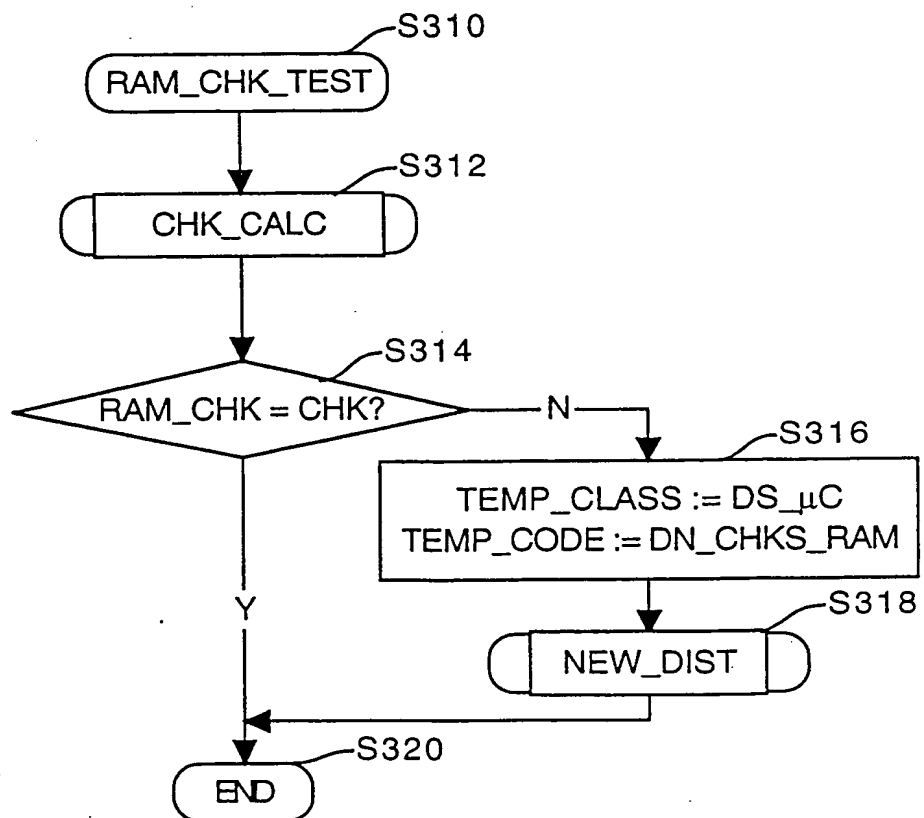 S310
RAM_CHK_TEST
S312
CHK_CALC
S314
RAM_CHK = CHK?
N
S316
TEMP_CLASS := DS_µC
TEMP_CODE := DN_CHKS_RAM
Y
S318
NEW_DIST
S320
END